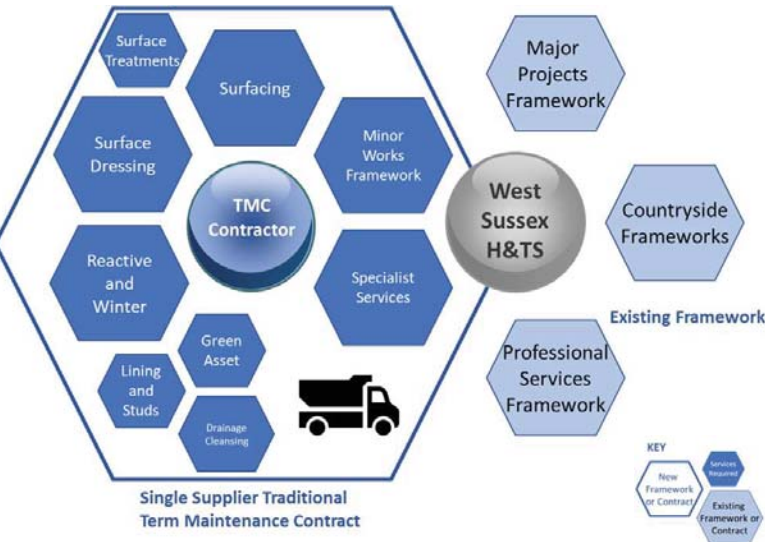 Surface
Treatments
Surfacing
Surface
Dressing
Minor
Works
Framework
TMC
Contractor
Reactive
and
Winter
Specialist
Services
Green
Asset
Lining
and
Studs
Drainage
Cleansing
Single Supplier Traditional
Term Maintenance Contract
West
Sussex
H&TS
Major
Projects
Framework
Countryside
Frameworks
Existing Framework
Professional
Services
Framework
KEY
New
Framework
or Contract
Services
Required
Existing
Framework or
Contract